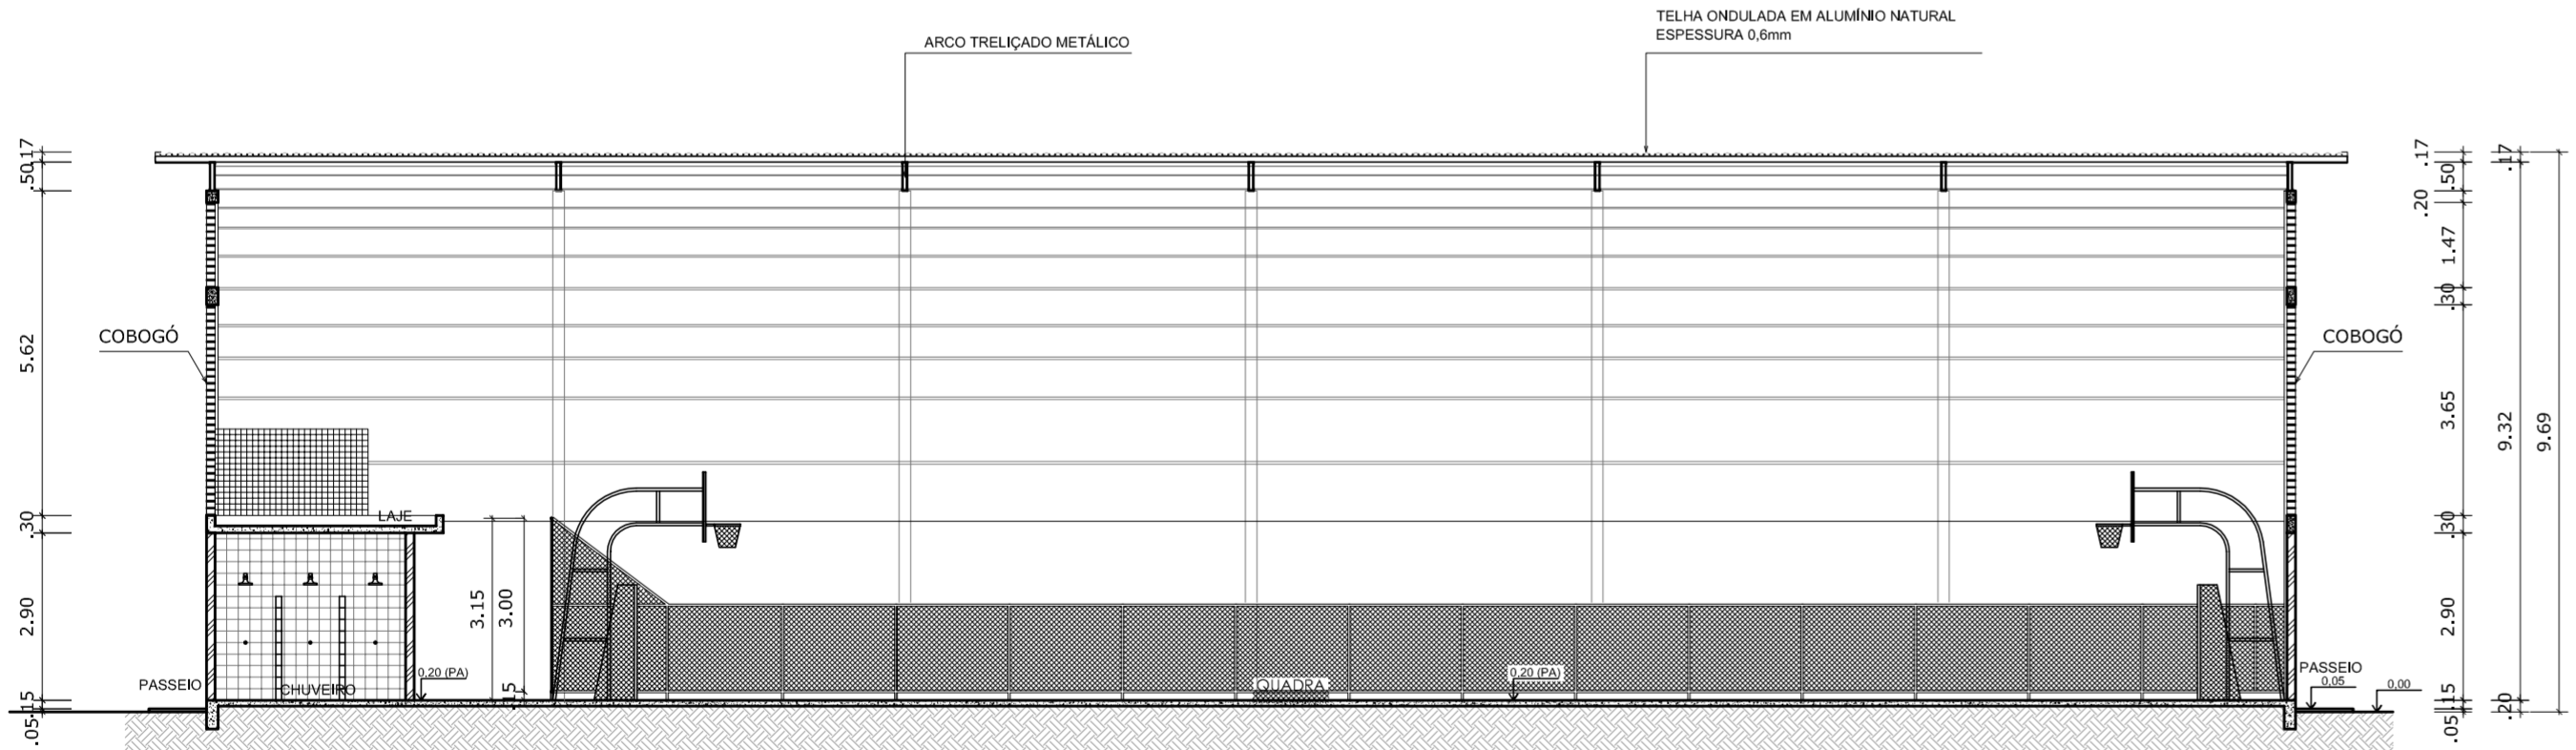 TELHA ONDULADA EM ALUMÍNIO NATURAL
ESPESSURA 0,6mm
ARCO TRELIÇADO METÁLICO
.17
.50
5.62
.30
2.90
.15
.05
COBOGÓ
LAJE
PASSEIO
CHUVEIRO
0,20 (PA)
3.15
3.00
.15
QUADRA
0,20 (PA)
COBOGÓ
PASSEIO
0,05
0,00
.17
.50
.20
1.47
.30
3.65
.30
2.90
.15
.05
.17
9.32
.20
9.69